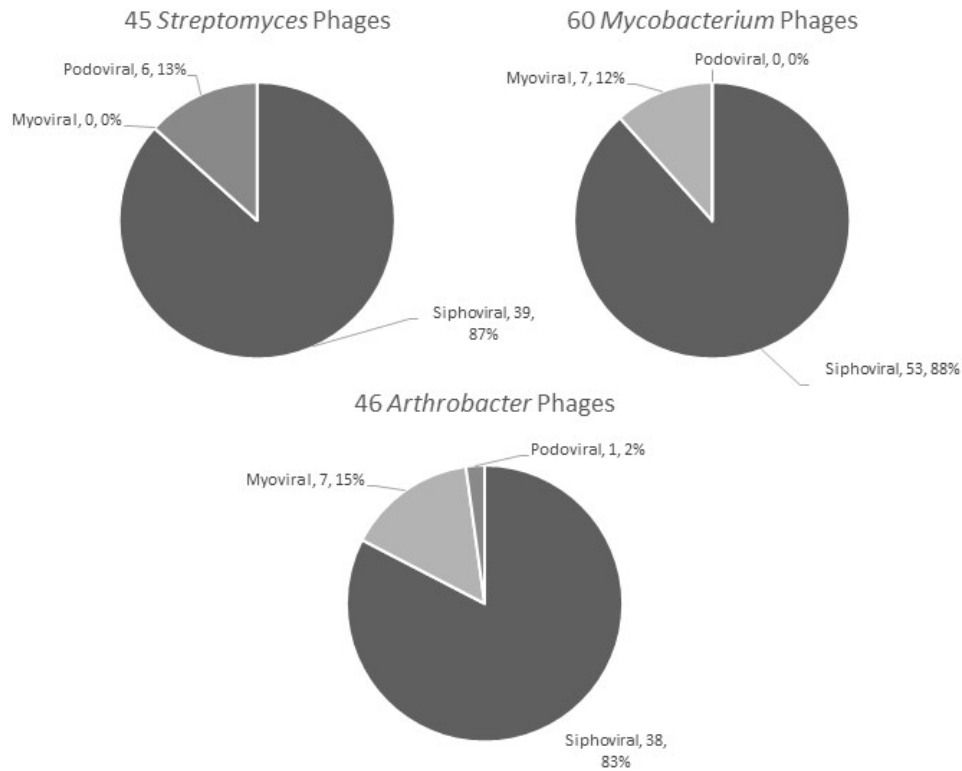 45 Streptomyces Phages
Podoviral, 6, 13%
Myoviral, 0, 0%
Siphoviral, 39,
87%
60 Mycobacterium Phages
Podoviral, 0, 0%
Myoviral, 7, 12%
Siphoviral, 53, 88%
46 Arthrobacter Phages
Podoviral, 1, 2%
Myoviral, 7, 15%
Siphoviral, 38,
83%